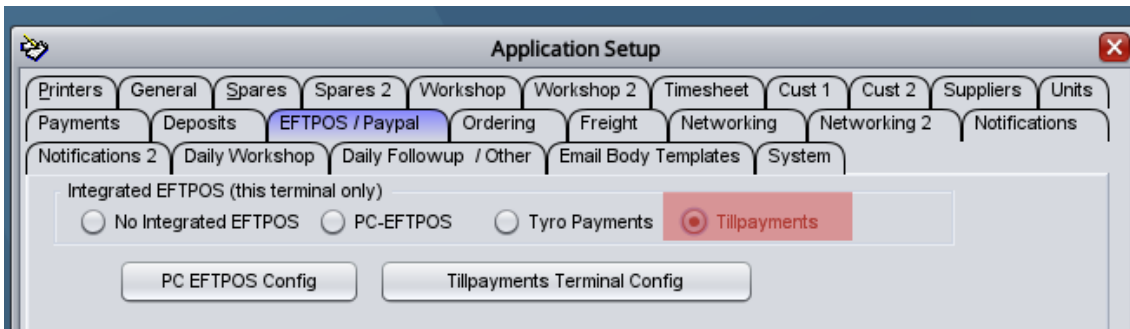 Application Setup
Printers General Spares Spares 2 Workshop Workshop 2 Timesheet Cust 1 Cust 2 Suppliers Units
Payments Deposits EFTPOS / Paypal Ordering Freight Networking Networking 2 Notifications
Notifications 2 Daily Workshop Daily Followup / Other Email Body Templates System
Integrated EFTPOS (this terminal only)
No Integrated EFTPOS PC-EFTPOS Tyro Payments Tillpayments
PC EFTPOS Config Tillpayments Terminal Config